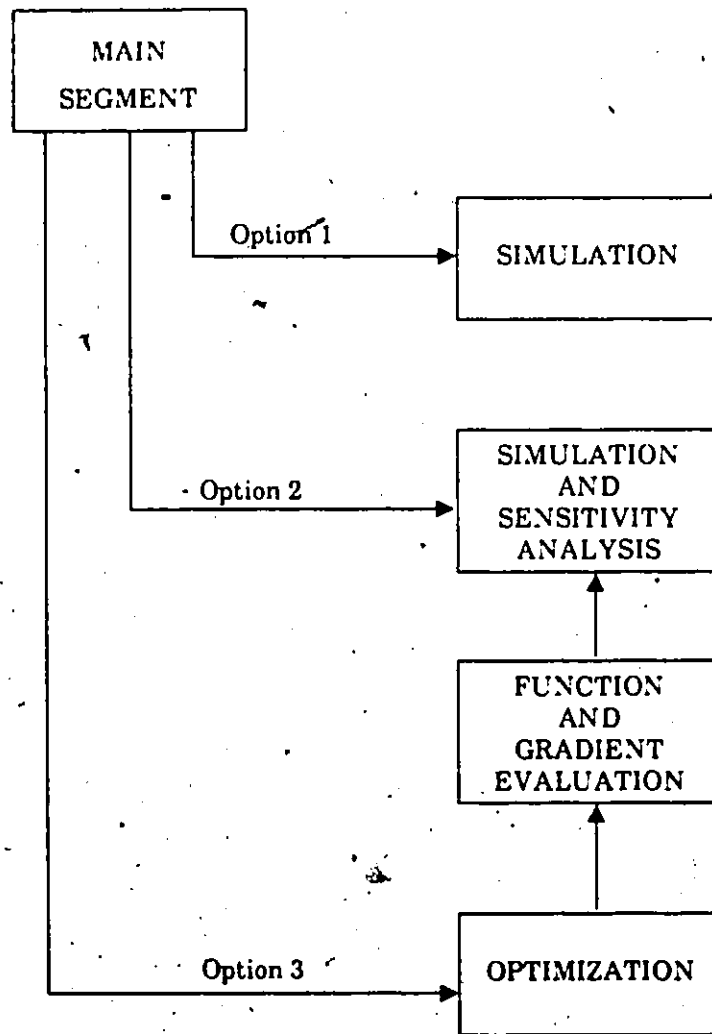 MAIN
SEGMENT
Option 1
SIMULATION
Option 2
SIMULATION
AND
SENSITIVITY
ANALYSIS
FUNCTION
AND
GRADIENT
EVALUATION
Option 3
OPTIMIZATION